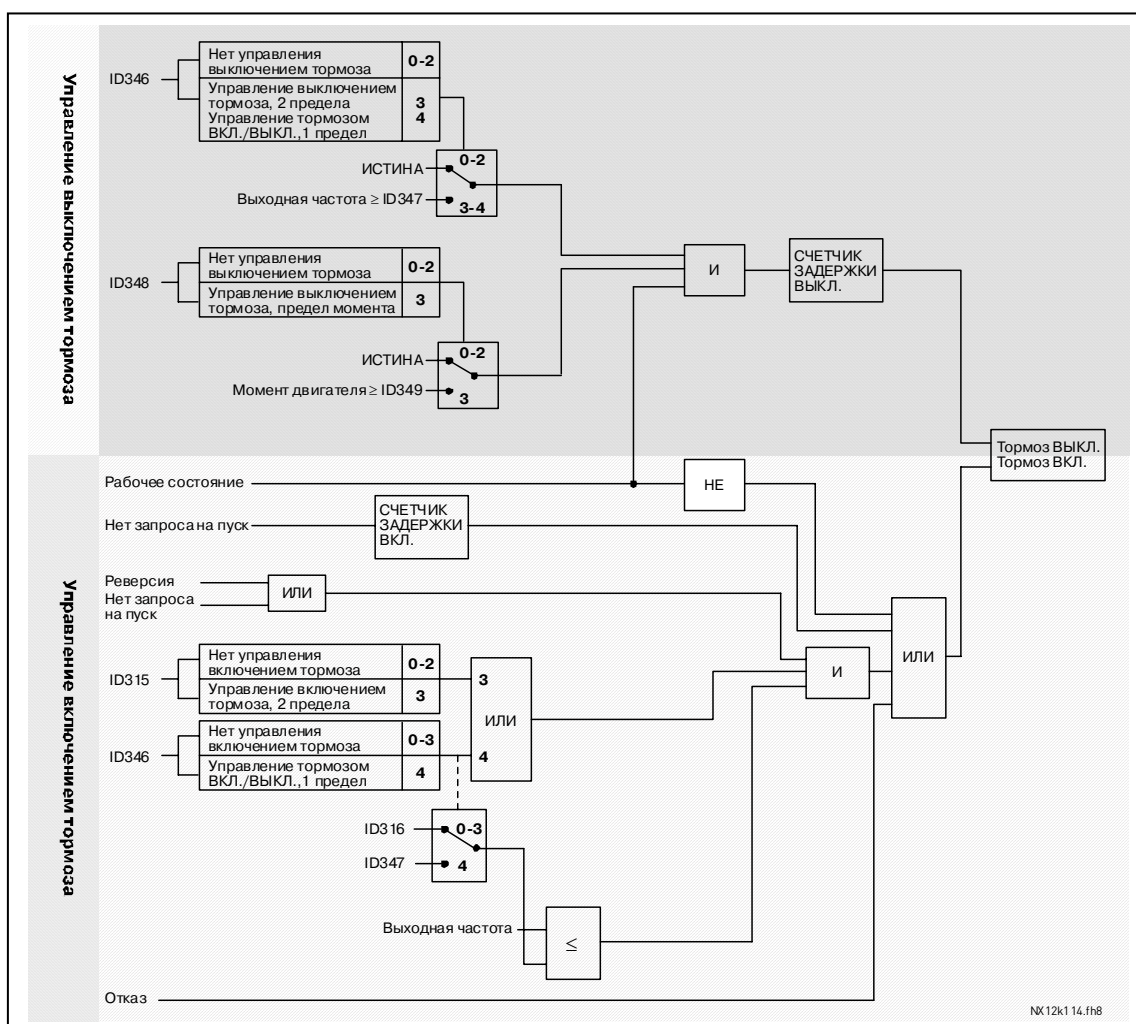 Управление выключением тормоза
ID346
Нет управления
выключением тормоза
0-2
Управление выключением
тормоза, 2 предела
Управление тормозом
ВКЛ./ВЫКЛ.,1 предел
3
4
ИСТИНА
0-2
Выходная частота ≥ ID347
3-4
ID348
Нет управления
выключением тормоза
0-2
Управление выключением
тормоза, предел момента
3
ИСТИНА
0-2
Момент двигателя ≥ ID349
3
И
СЧЕТЧИК
ЗАДЕРЖКИ
ВЫКЛ.
Тормоз ВЫКЛ.
Тормоз ВКЛ.
Управление включением тормоза
Рабочее состояние
НЕ
Нет запроса на пуск
СЧЕТЧИК
ЗАДЕРЖКИ
ВКЛ.
Реверсия
Нет запроса
на пуск
ИЛИ
ID315
Нет управления
включением тормоза
0-2
Управление включением
тормоза, 2 предела
3
ID346
Нет управления
включением тормоза
0-3
Управление тормозом
ВКЛ./ВЫКЛ.,1 предел
4
3
ИЛИ
4
И
ИЛИ
ID316
0-3
ID347
4
Выходная частота
≤
Отказ
NX12k114.fh8